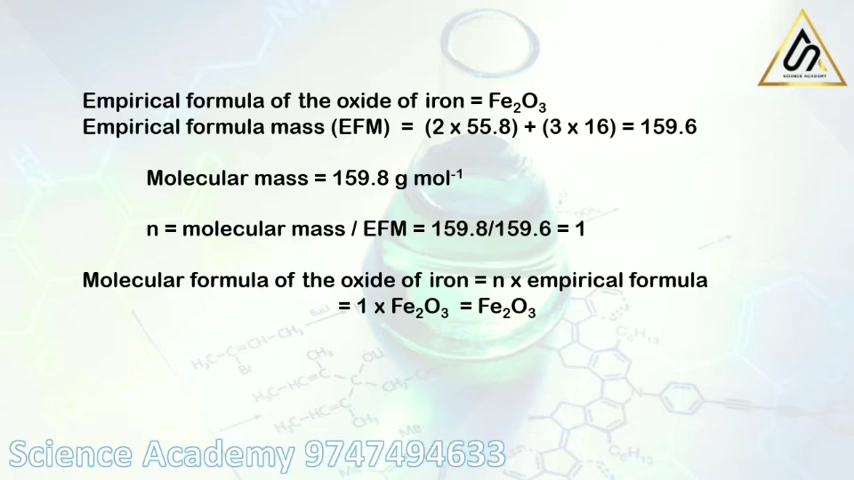 SCIENCE ACADEMY
Empirical formula of the oxide of iron = Fe₂O₃
Empirical formula mass (EFM) = (2 x 55.8) + (3 x 16) = 159.6
Molecular mass = 159.8 g mol⁻¹
n = molecular mass / EFM = 159.8/159.6 = 1
Molecular formula of the oxide of iron = n x empirical formula
= 1 x Fe₂O₃ = Fe₂O₃
Science Academy 9747494633